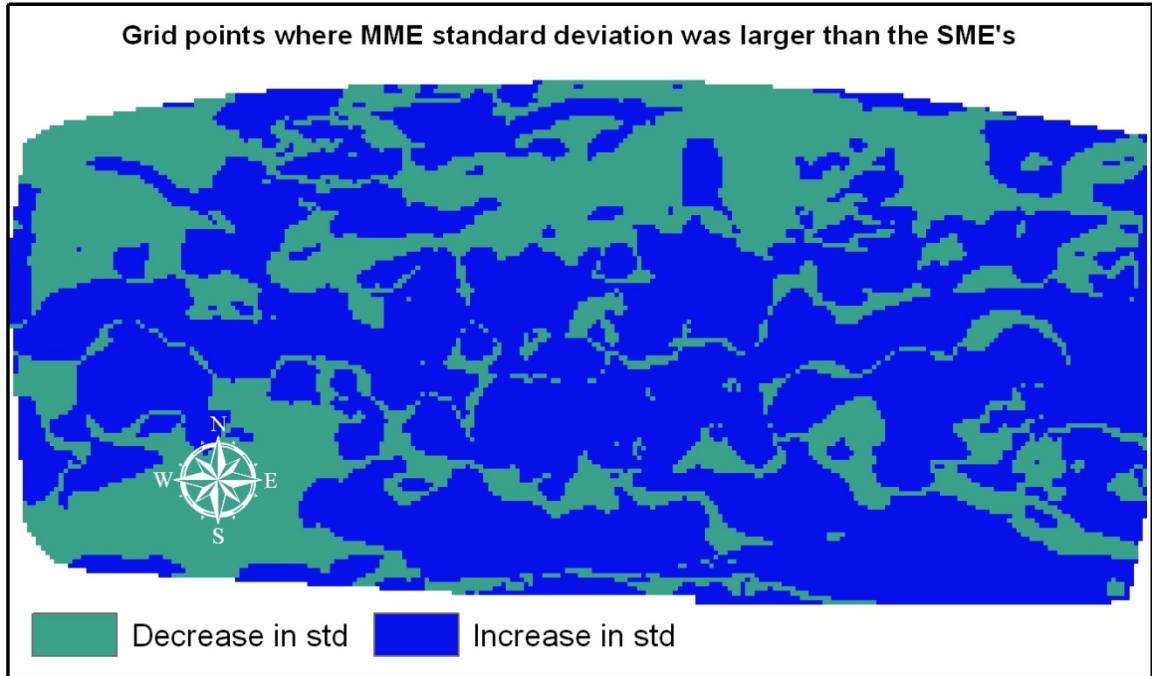 Grid points where MME standard deviation was larger than the SME's
N
W E
S
Decrease in std Increase in std